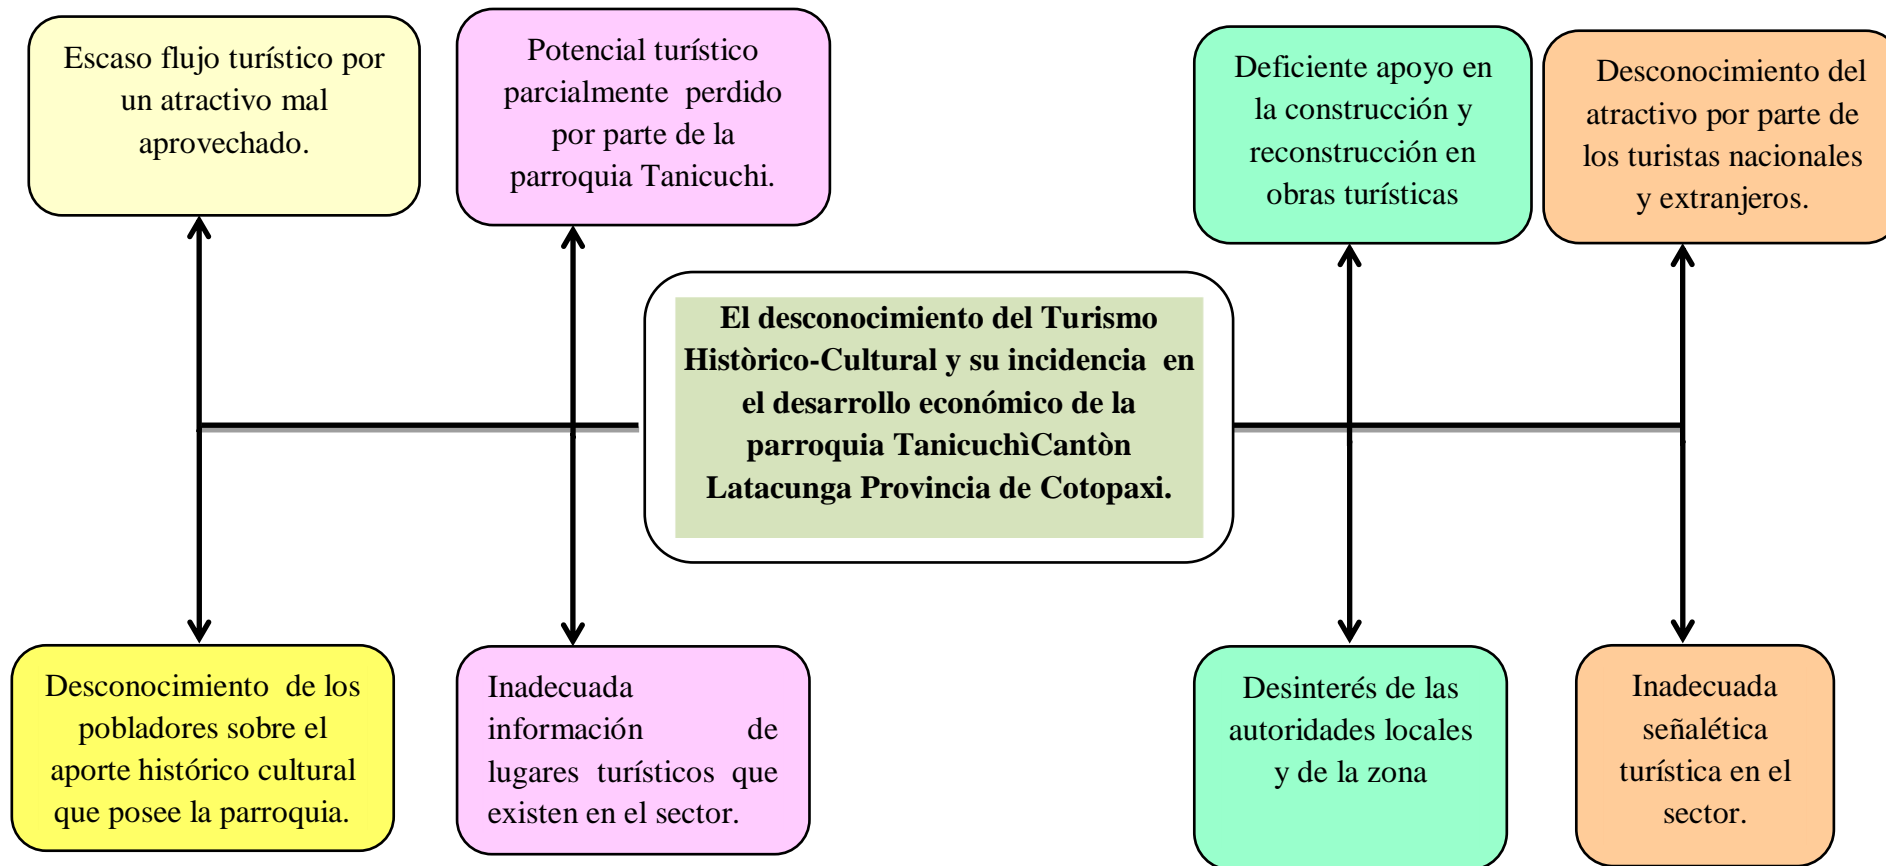 Escaso flujo turístico por
un atractivo mal
aprovechado.
Potencial turístico
parcialmente perdido
por parte de la
parroquia Tanicuchi.
Deficiente apoyo en
la construcción y
reconstrucción en
obras turísticas
Desconocimiento del
atractivo por parte de
los turistas nacionales
y extranjeros.
El desconocimiento del Turismo
Històrico-Cultural y su incidencia en
el desarrollo económico de la
parroquia TanicuchìCantòn
Latacunga Provincia de Cotopaxi.
Desconocimiento de los
pobladores sobre el
aporte histórico cultural
que posee la parroquia.
Inadecuada
información de
lugares turísticos que
existen en el sector.
Desinterés de las
autoridades locales
y de la zona
Inadecuada
señalética
turística en el
sector.